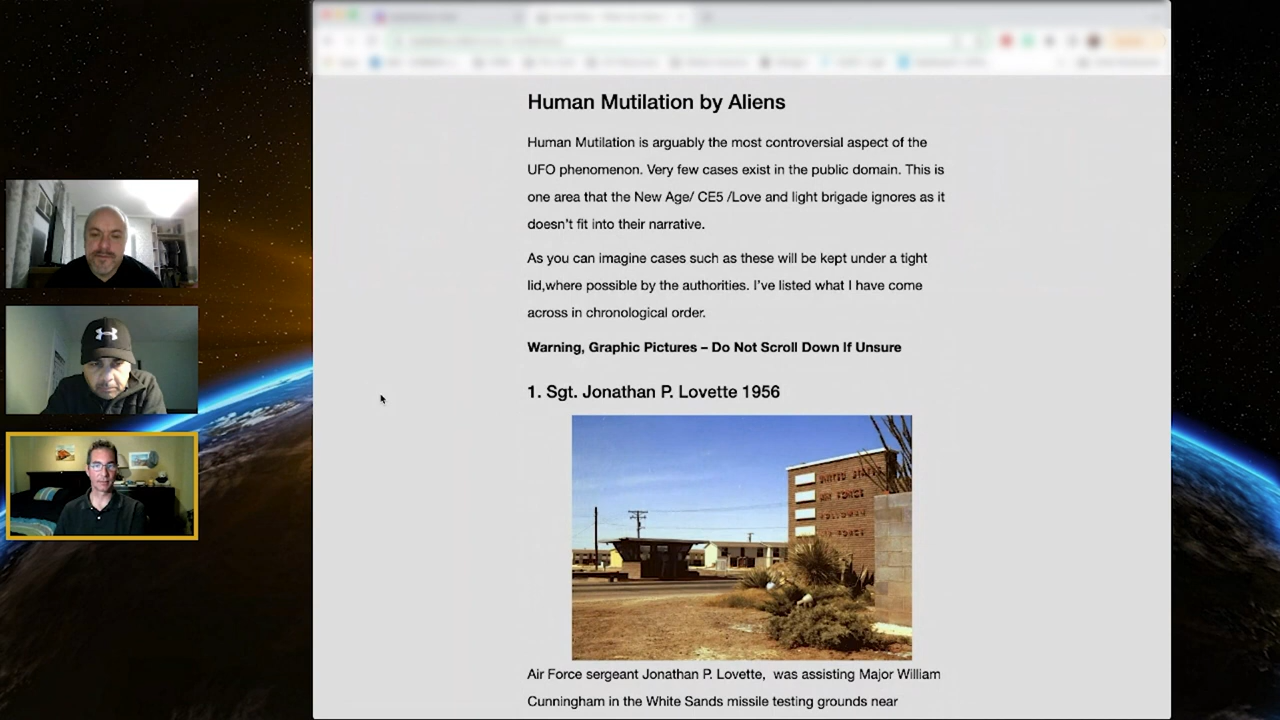 Human Mutilation by Aliens
Human Mutilation is arguably the most controversial aspect of the
UFO phenomenon. Very few cases exist in the public domain. This is
one area that the New Age/ CE5 /Love and light brigade ignores as it
doesn’t fit into their narrative.
As you can imagine cases such as these will be kept under a tight
lid,where possible by the authorities. I’ve listed what I have come
across in chronological order.
Warning, Graphic Pictures – Do Not Scroll Down If Unsure
1. Sgt. Jonathan P. Lovette 1956
UNITED STATES
AIR FORCE
Air Force sergeant Jonathan P. Lovette, was assisting Major William
Cunningham in the White Sands missile testing grounds near